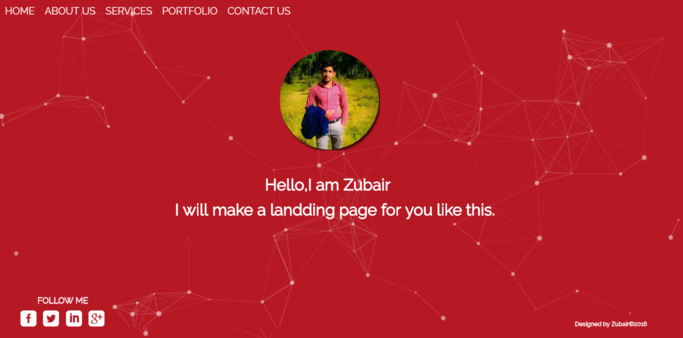 HOME ABOUT US SERVICES PORTFOLIO CONTACT US
Hello,I am Zubair
I will make a landding page for you like this.
FOLLOW ME
Designed by Zubair©2016